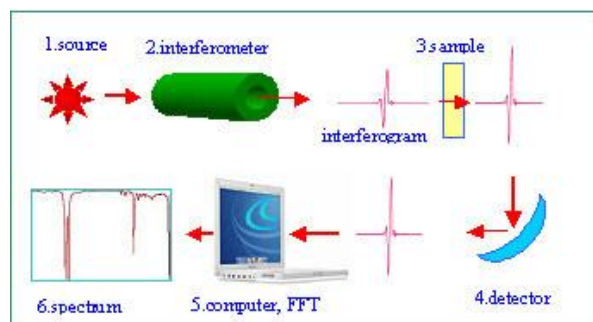 1.source
2.interferometer
3.sample
interferogram
6.spectrum
5.computer, FFT
4.detector